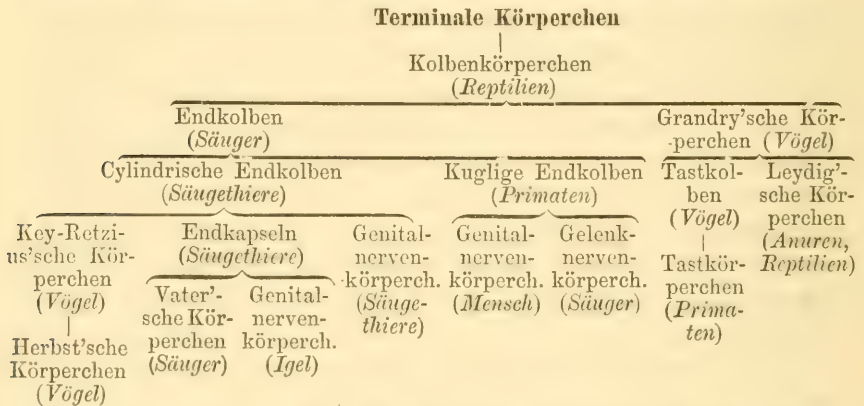 Terminale Körperchen
Kolbenkörperchen
(Reptilien)
Endkolben
(Säuger)
Grandry'sche Kör-
perchen (Vögel)
Cylindrische Endkolben
(Säugethiere)
Kuglige Endkolben
(Primaten)
Tastkol-
ben
(Vögel)
Tastkör-
perchen
(Prima-
ten)
Leydig'-
sche Kör-
perchen
(Anuren,
Reptilien)
Key-Retzi-
us'sche Kör-
perchen
(Vögel)
Herbst'sche
Körperchen
(Vögel)
Endkapseln
(Säugethiere)
Vater'-
sche Kör-
perchen
(Säuger)
Genital-
nerven-
körperch.
(Igel)
Genital-
nerven-
körperch.
(Säuge-
thiere)
Genital-
nerven-
körperch.
(Mensch)
Gelenk-
nerven-
körperch.
(Säuger)